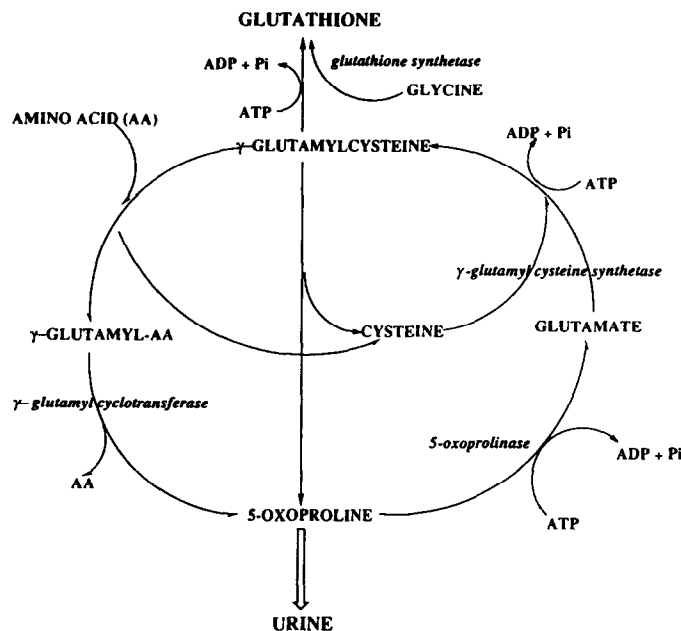 GLUTATHIONE
ADP + Pi
glutathione synthetase
ATP
GLYCINE
AMINO ACID (AA)
γ-GLUTAMYLCYSTEINE
ADP + Pi
ATP
γ-glutamyl cysteine synthetase
γ-GLUTAMYL-AA
CYSTEINE
GLUTAMATE
γ- glutamyl cyclotransferase
5-oxoprolinase
ADP + Pi
AA
5-OXOPROLINE
ATP
URINE